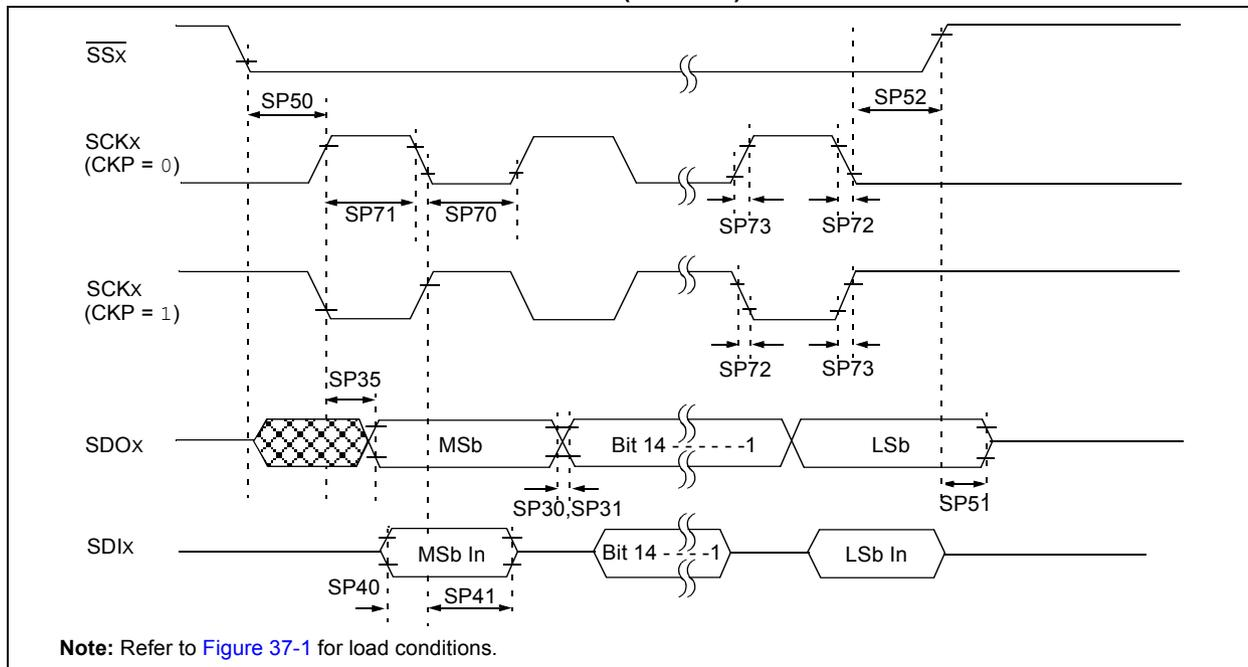 SSx
SP50
SP52
SCKx
(CKP = 0)
SP71
SP70
SP73
SP72
SCKx
(CKP = 1)
SP72
SP73
SP35
SDOx
MSb
Bit 14 - - - - - -1
LSb
SP30,SP31
SP51
SDIx
MSb In
Bit 14 - - - -1
LSb In
SP40
SP41
Note: Refer to Figure 37-1 for load conditions.